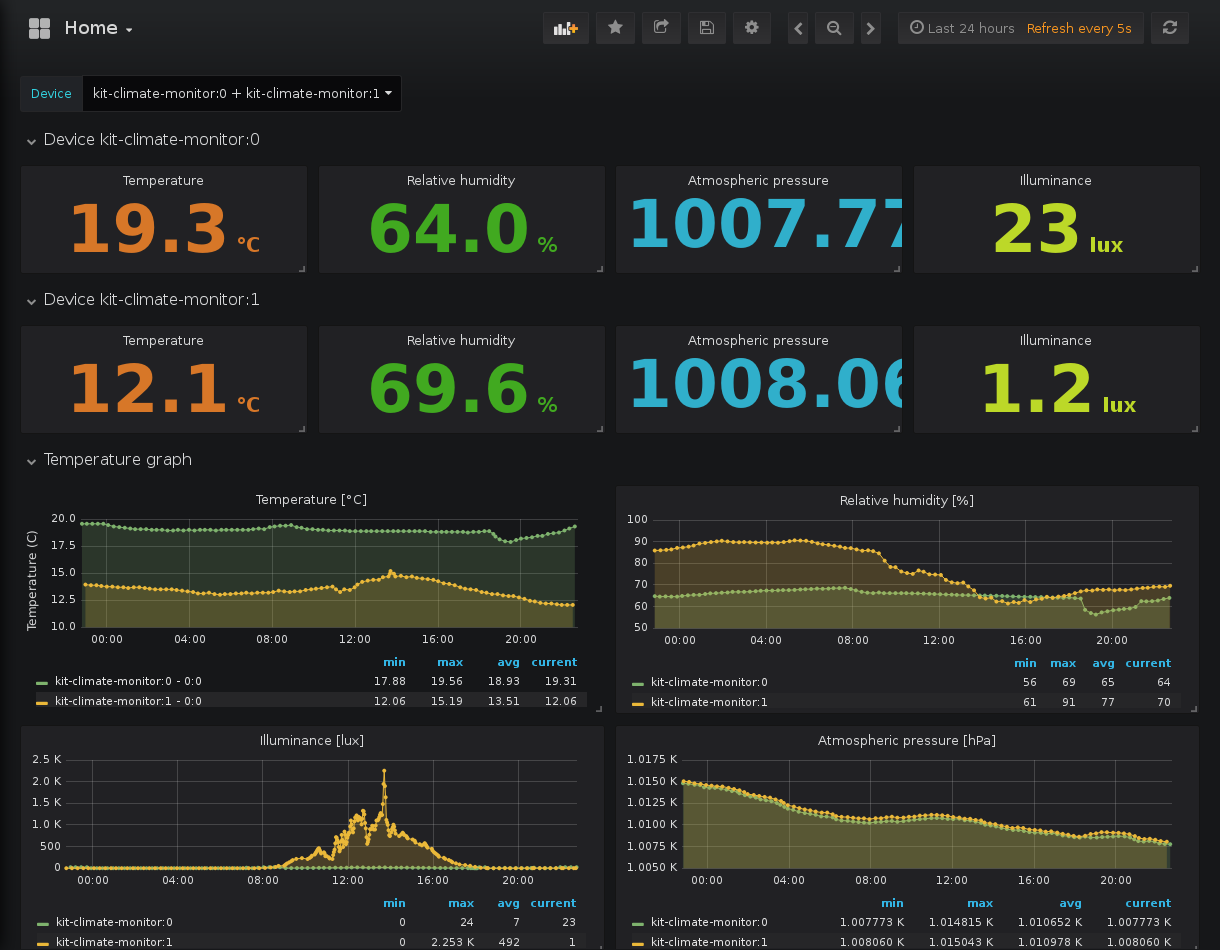 Home
Last 24 hours Refresh every 5s
Device kit-climate-monitor:0 + kit-climate-monitor:1
Device kit-climate-monitor:0
Temperature Relative humidity Atmospheric pressure Illuminance
19.3 °C 64.0 % 1007.77 23 lux
Device kit-climate-monitor:1
Temperature Relative humidity Atmospheric pressure Illuminance
12.1 °C 69.6 % 1008.06 1.2 lux
Temperature graph
Temperature [°C]
Temperature (C)
20.0
17.5
15.0
12.5
10.0
00:00 04:00 08:00 12:00 16:00 20:00
min max avg current
kit-climate-monitor:0 - 0:0 17.88 19.56 18.93 19.31
kit-climate-monitor:1 - 0:0 12.06 15.19 13.51 12.06
Relative humidity [%]
100
90
80
70
60
50
00:00 04:00 08:00 12:00 16:00 20:00
min max avg current
kit-climate-monitor:0 56 69 65 64
kit-climate-monitor:1 61 91 77 70
Illuminance [lux]
2.5 K
2.0 K
1.5 K
1.0 K
500
0
00:00 04:00 08:00 12:00 16:00 20:00
min max avg current
kit-climate-monitor:0 0 24 7 23
kit-climate-monitor:1 0 2.253 K 492 1
Atmospheric pressure [hPa]
1.0175 K
1.0150 K
1.0125 K
1.0100 K
1.0075 K
1.0050 K
00:00 04:00 08:00 12:00 16:00 20:00
min max avg current
kit-climate-monitor:0 1.007773 K 1.014815 K 1.010652 K 1.007773 K
kit-climate-monitor:1 1.008060 K 1.015043 K 1.010978 K 1.008060 K